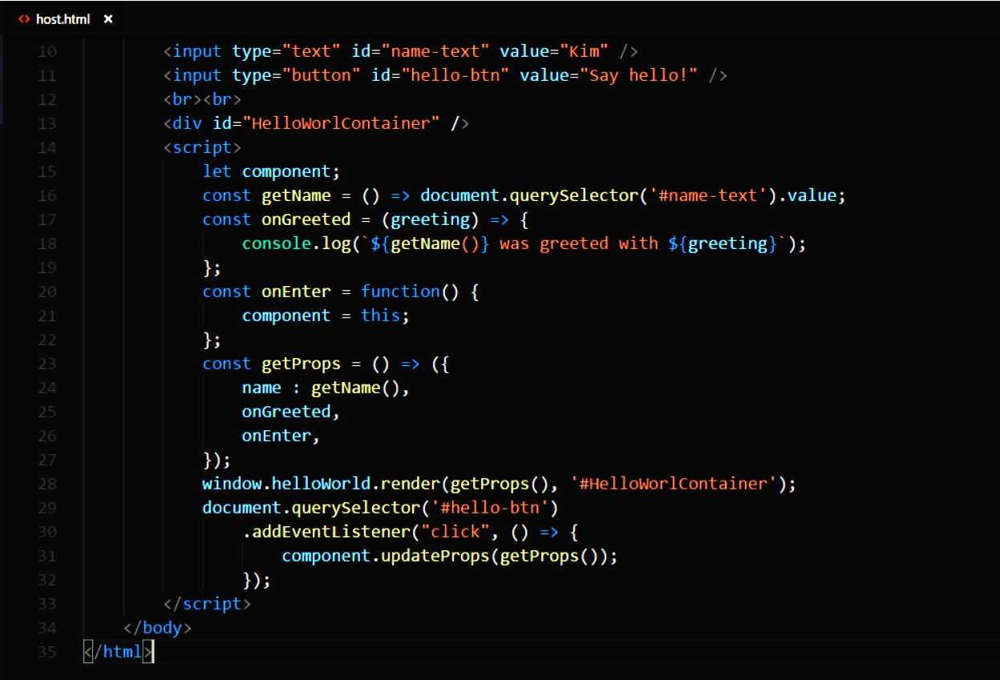 <> host.html ×
10 <input type="text" id="name-text" value="Kim" />
11 <input type="button" id="hello-btn" value="Say hello!" />
12 <br><br>
13 <div id="HelloWorlContainer" />
14 <script>
15 let component;
16 const getName = () => document.querySelector('#name-text').value;
17 const onGreeted = (greeting) => {
18 console.log(`${getName()} was greeted with ${greeting}`);
19 };
20 const onEnter = function() {
21 component = this;
22 };
23 const getProps = () => ({
24 name : getName(),
25 onGreeted,
26 onEnter,
27 });
28 window.helloWorld.render(getProps(), '#HelloWorlContainer');
29 document.querySelector('#hello-btn')
30 .addEventListener("click", () => {
31 component.updateProps(getProps());
32 });
33 </script>
34 </body>
35 </html>